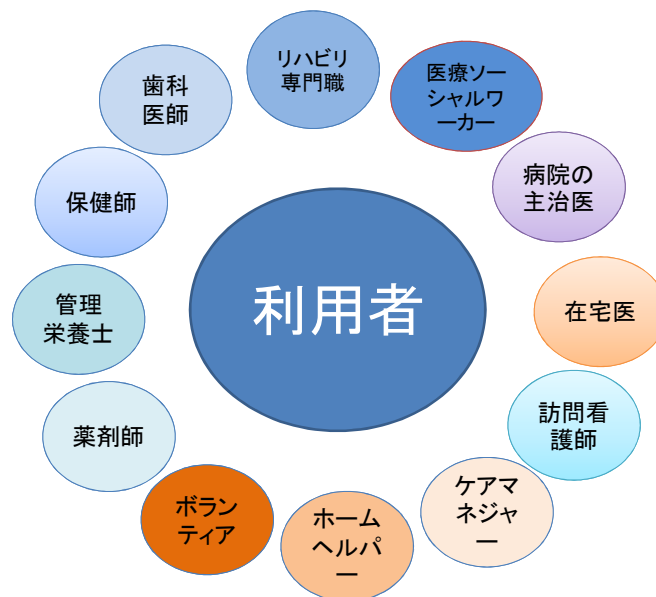 リハビリ
専門職
医療ソー
シャルワ
ーカー
病院の
主治医
在宅医
訪問看
護師
ケアマ
ネジャ
ー
ホーム
ヘルパ
ー
ボラン
ティア
薬剤師
管理
栄養士
保健師
歯科
医師
利用者